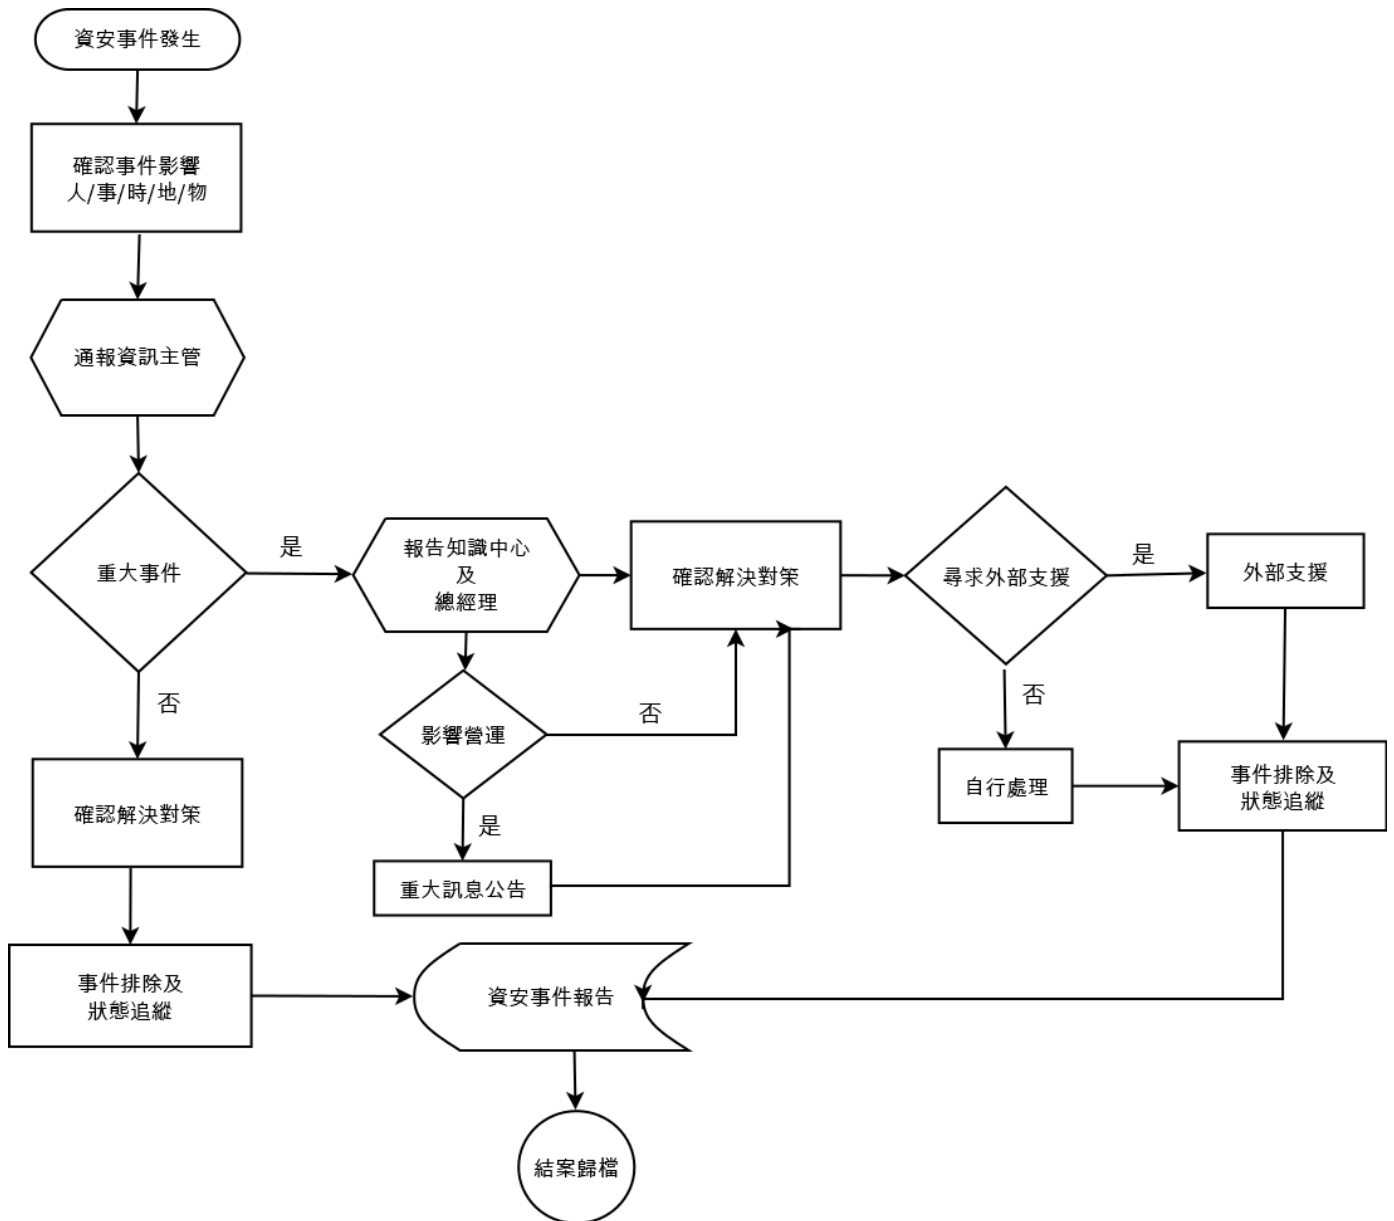 資安事件發生
確認事件影響
人/事/時/地/物
通報資訊主管
重大事件
是
報告知識中心
及
總經理
確認解決對策
尋求外部支援
是
外部支援
否
影響營運
否
否
自行處理
事件排除及
狀態追縱
確認解決對策
是
重大訊息公告
事件排除及
狀態追縱
資安事件報告
結案歸檔